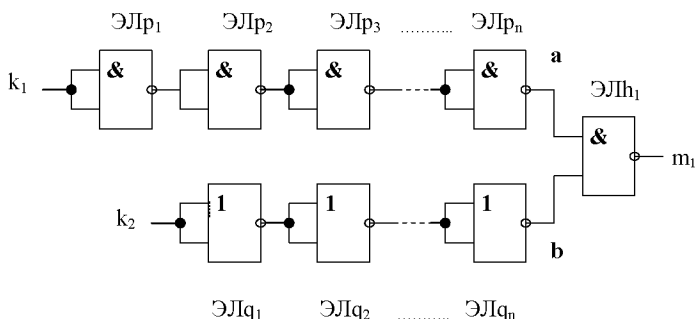 ЭЛp1 ЭЛp2 ЭЛp3 .......... ЭЛpn
a
k1 & & & & ЭЛh1
&
m1
k2 1 1 1
b
ЭЛq1 ЭЛq2 .......... ЭЛqn